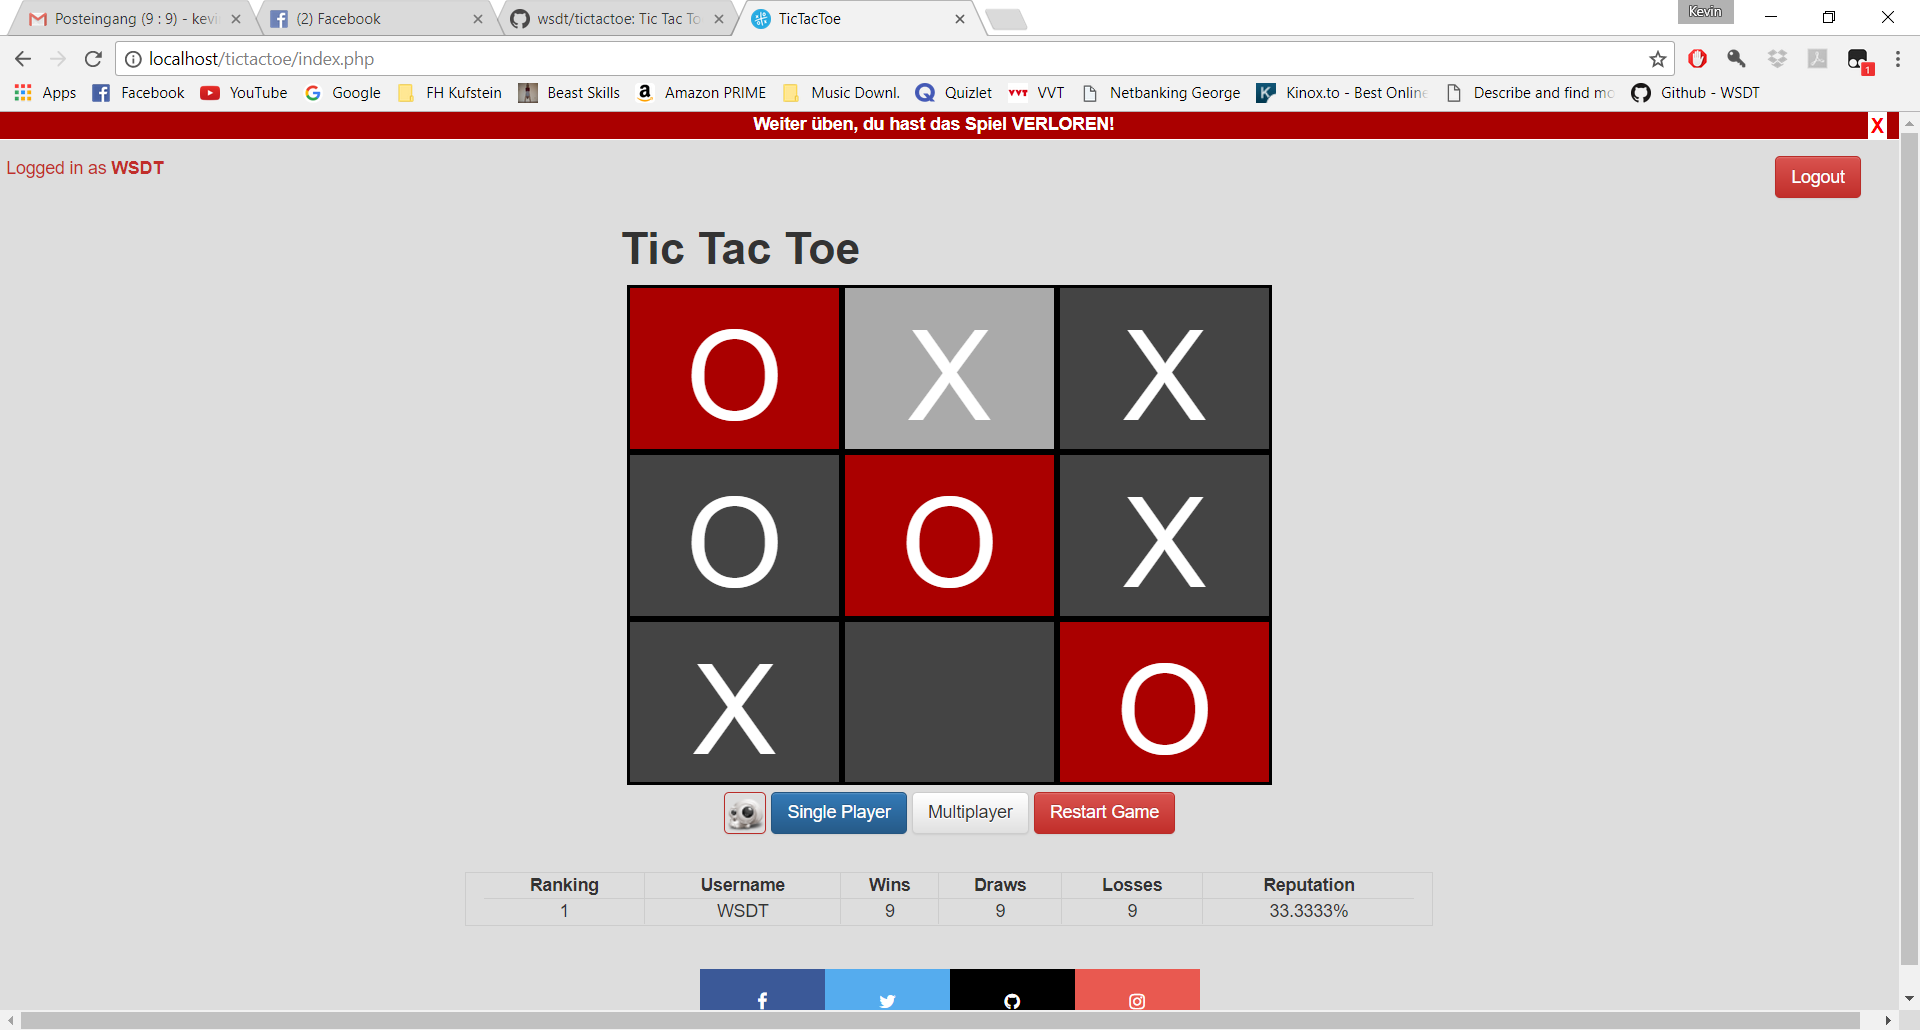 Posteingang (9 : 9) - kevi
(2) Facebook
wsdt/tictactoe: Tic Tac To
TicTacToe
Kevin
localhost/tictactoe/index.php
1
Apps
Facebook
YouTube
Google
FH Kufstein
Beast Skills
Amazon PRIME
Music Downl.
Quizlet
VVT
Netbanking George
Kinox.to - Best Online
Describe and find mo
Github - WSDT
Weiter üben, du hast das Spiel VERLOREN!
X
Logged in as WSDT
Logout
Tic Tac Toe
O X X
O O X
X O
Single Player
Multiplayer
Restart Game
Ranking Username Wins Draws Losses Reputation
1 WSDT 9 9 9 33.3333%